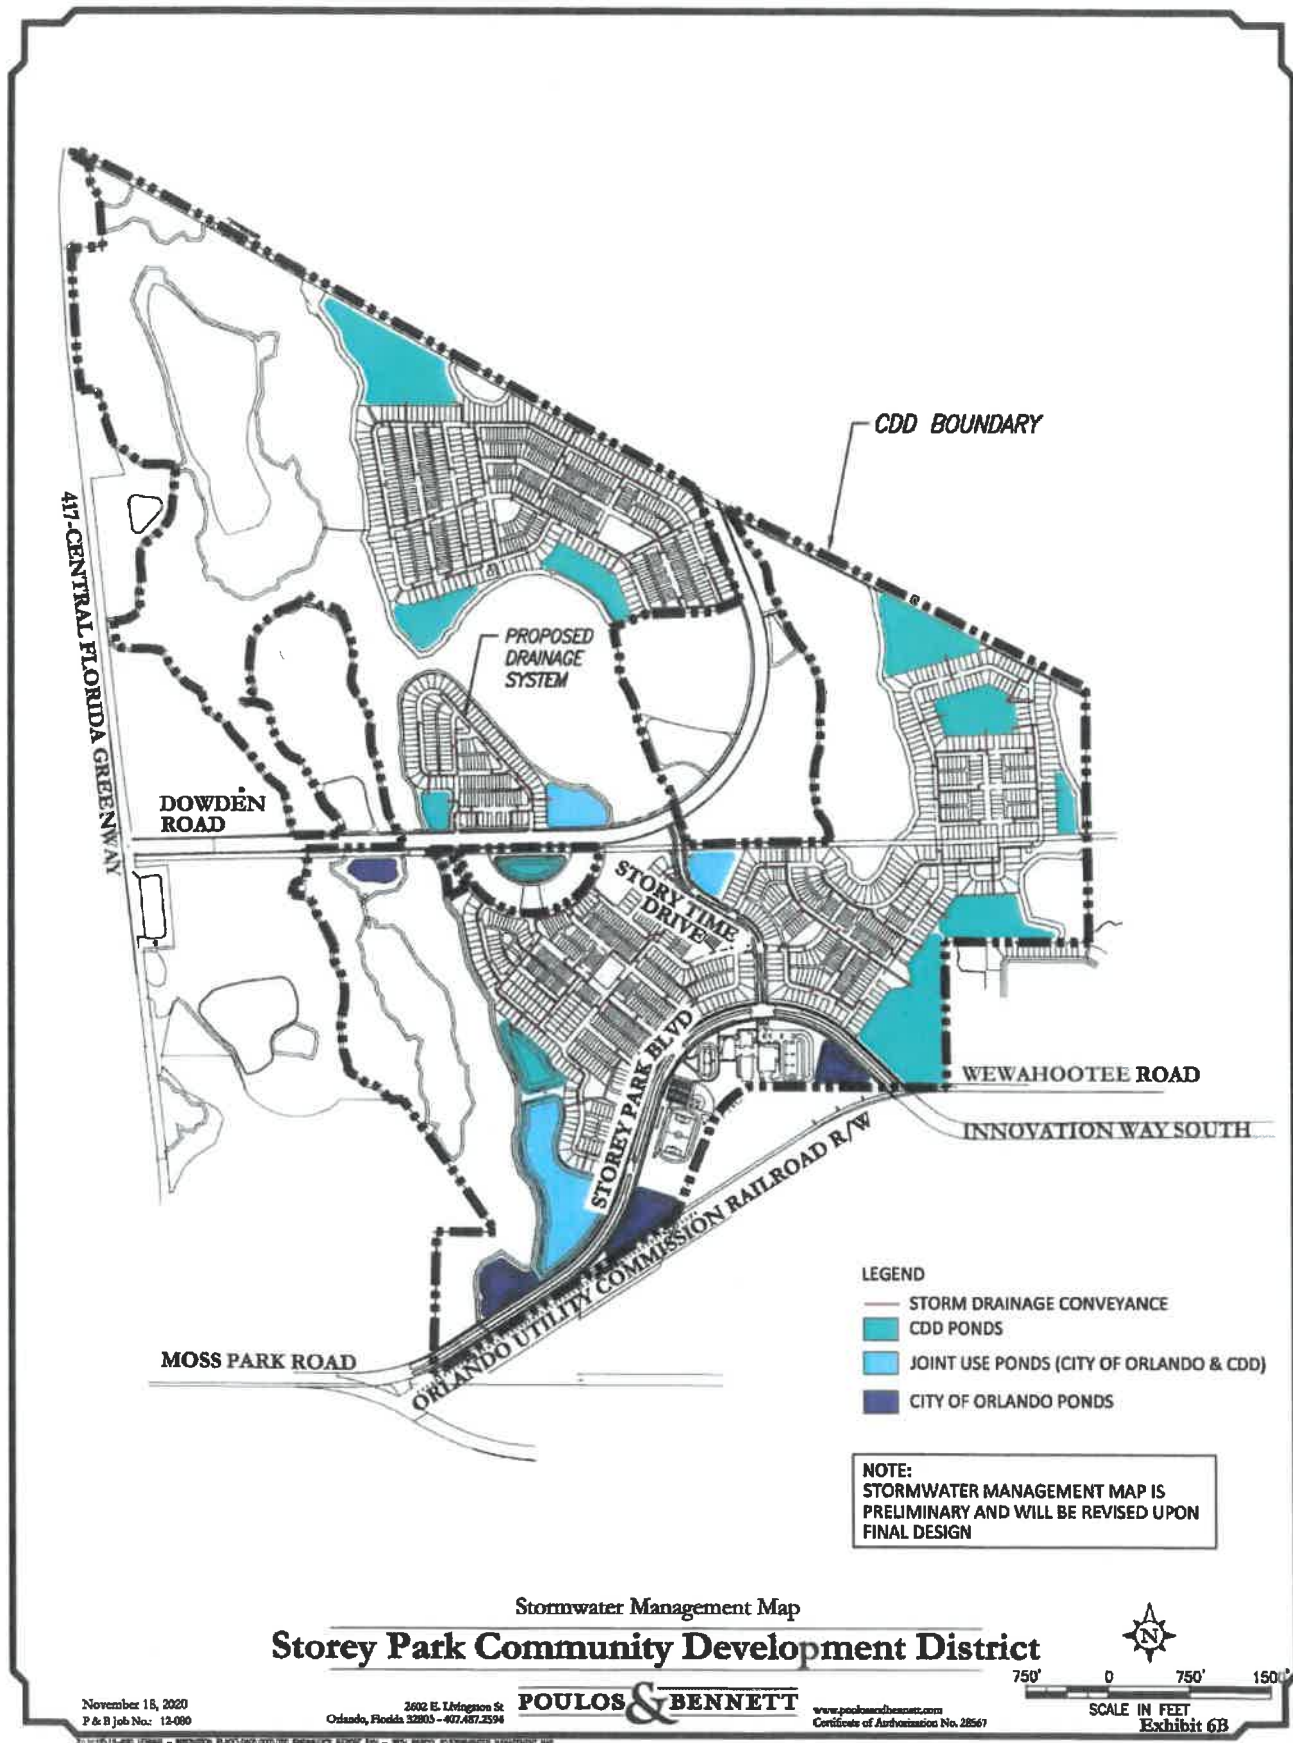 CDD BOUNDARY
417-CENTRAL FLORIDA GREENWAY
PROPOSED
DRAINAGE
SYSTEM
DOWDEN
ROAD
STORY TIME
DRIVE
STOREY PARK BLVD
WEWAHOOTEE ROAD
INNOVATION WAY SOUTH
ORLANDO UTILITY COMMISSION RAILROAD R/W
MOSS PARK ROAD
LEGEND
STORM DRAINAGE CONVEYANCE
CDD PONDS
JOINT USE PONDS (CITY OF ORLANDO & CDD)
CITY OF ORLANDO PONDS
NOTE:
STORMWATER MANAGEMENT MAP IS
PRELIMINARY AND WILL BE REVISED UPON
FINAL DESIGN
Stormwater Management Map
Storey Park Community Development District
N
750' 0 750' 1500'
SCALE IN FEET
Exhibit 6B
November 18, 2020
P & B Job No.: 12-080
2602 E. Livingston St
Orlando, Florida 32803 - 407.487.2594
POULOS & BENNETT
www.poulosandbennett.com
Certificate of Authorization No. 28567